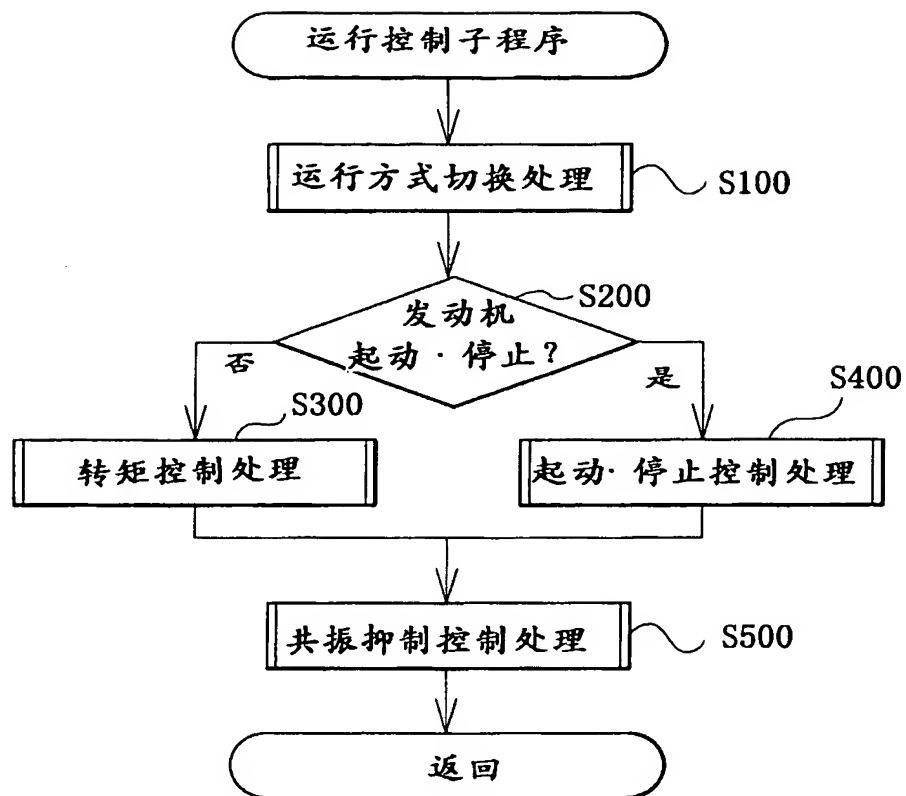 运行控制子程序
运行方式切换处理
S100
S200
发动机
起动·停止?
否
是
S300
S400
转矩控制处理
起动·停止控制处理
共振抑制控制处理
S500
返回